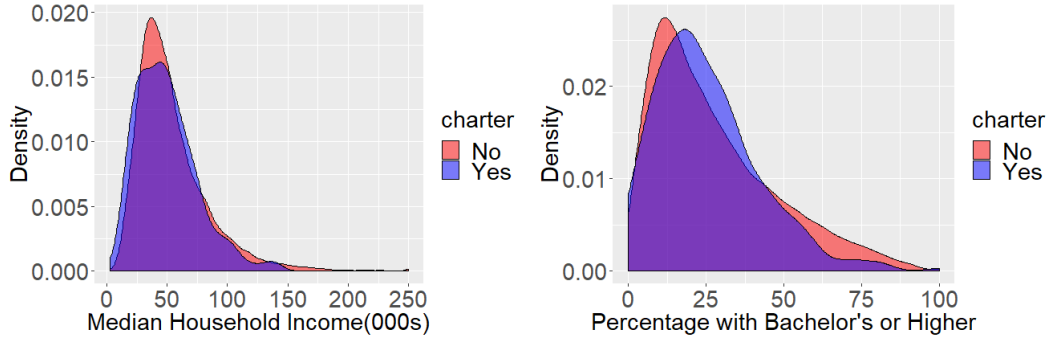 0.020
0.015
0.010
0.005
0.000
Density
0 50 100 150 200 250
Median Household Income(000s)
charter
No
Yes
0.02
0.01
0.00
Density
0 25 50 75 100
Percentage with Bachelor's or Higher
charter
No
Yes